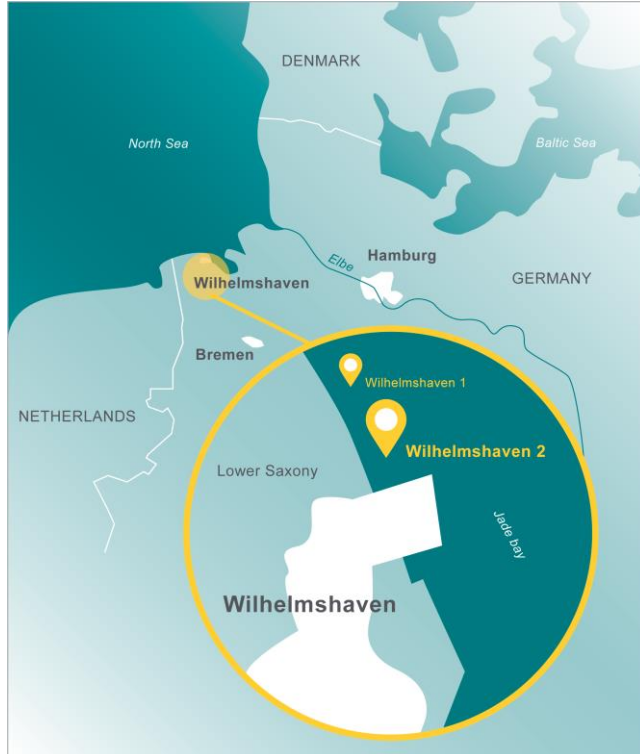 DENMARK
North Sea
Baltic Sea
Elbe
Hamburg
Wilhelmshaven
GERMANY
Bremen
Wilhelmshaven 1
NETHERLANDS
Wilhelmshaven 2
Lower Saxony
Jade bay
Wilhelmshaven